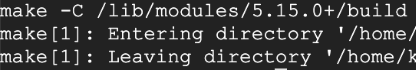 make -C /lib/modules/5.15.0+/build
make[1]: Entering directory '/home/
make[1]: Leaving directory '/home/k